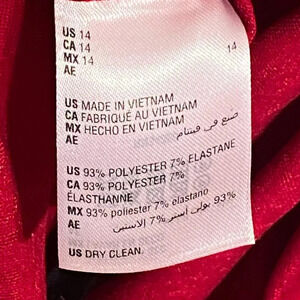 US 14
CA 14
MX 14 14
AE
US MADE IN VIETNAM
CA FABRIQUÉ AU VIETNAM
MX HECHO EN VIETNAM
AE صنع في فيتنام
US 93% POLYESTER 7% ELASTANE
CA 93% POLYESTER 7%
ÉLASTHANNE
MX 93% poliester 7% elastano
AE 93% بولي استر 7% الاستين
US DRY CLEAN.